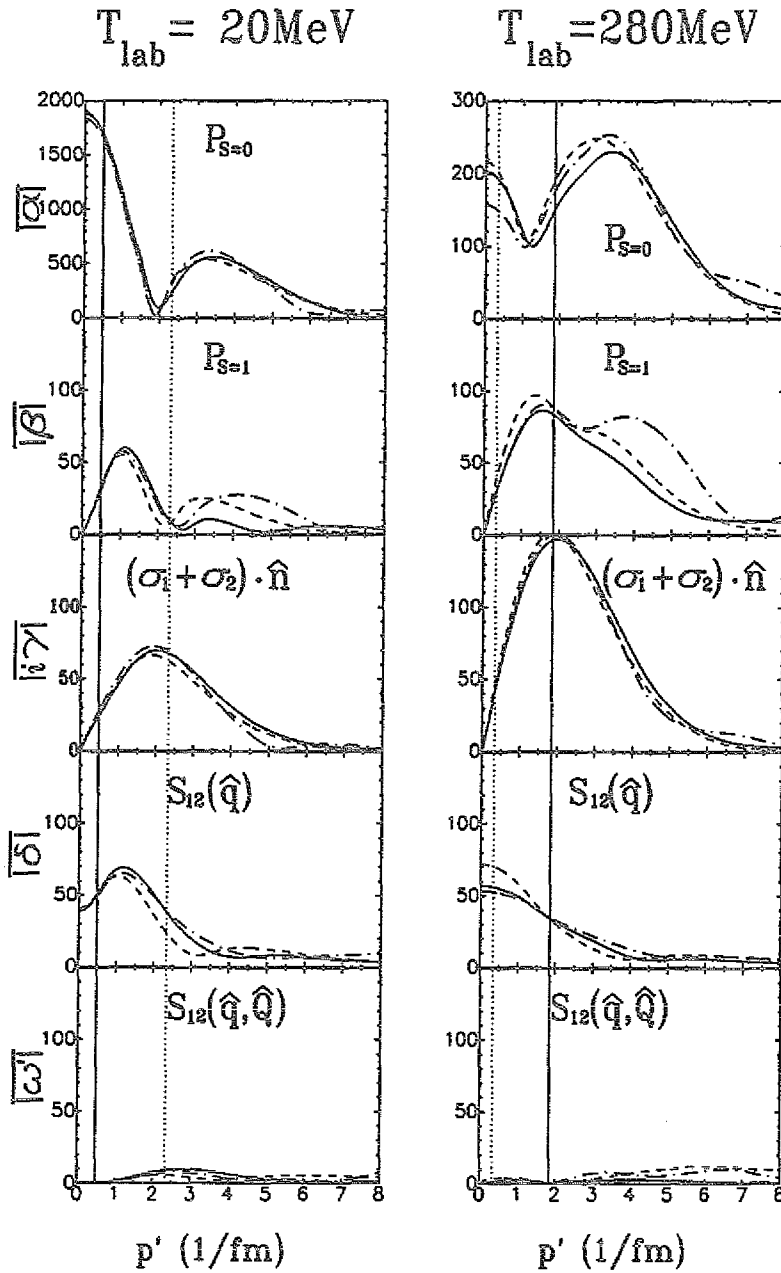 T_lab = 20MeV
T_lab =280MeV
2000
1500
1000
500
0
|α|
P_S=0
300
200
100
0
P_S=0
100
50
0
|β|
P_S=1
100
50
0
P_S=1
100
50
0
|iγ|
(σ₁+σ₂)·n̂
100
50
0
(σ₁+σ₂)·n̂
100
50
0
|δ|
S₁₂(q̂)
100
50
0
S₁₂(q̂)
100
50
0
|ω'|
S₁₂(q̂,Q̂)
100
50
0
S₁₂(q̂,Q̂)
0 1 2 3 4 5 6 7 8
0 1 2 3 4 5 6 7 8
p' (1/fm)
p' (1/fm)